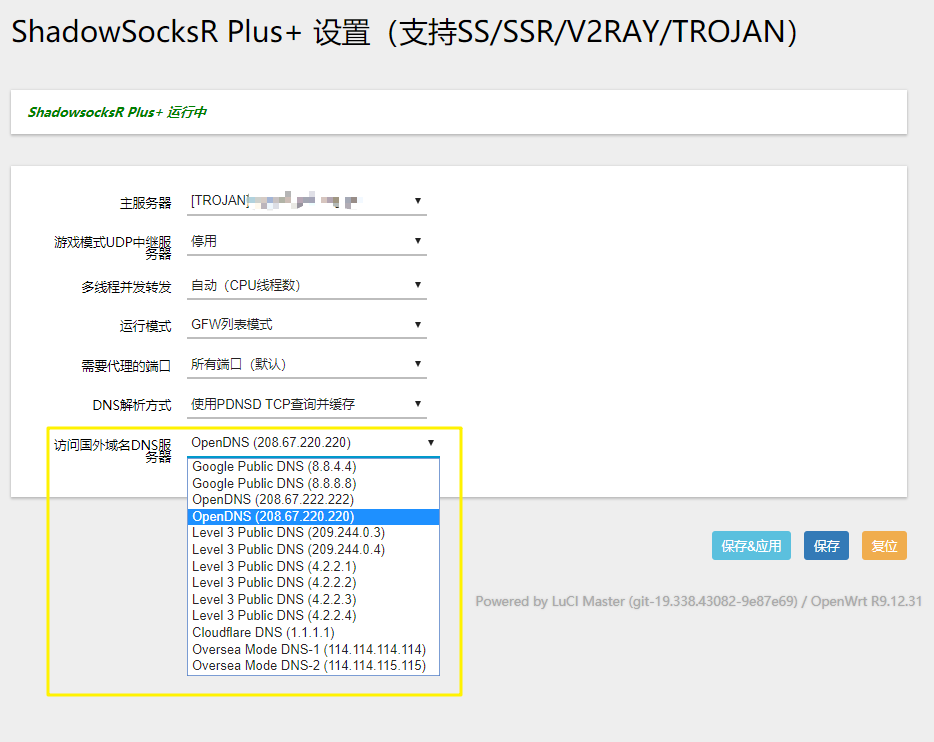 ShadowSocksR Plus+ 设置（支持SS/SSR/V2RAY/TROJAN）
ShadowsocksR Plus+ 运行中
主服务器 [TROJAN]
游戏模式UDP中继服
务器 停用
多线程并发转发 自动（CPU线程数）
运行模式 GFW列表模式
需要代理的端口 所有端口（默认）
DNS解析方式 使用PDNSD TCP查询并缓存
访问国外域名DNS服
务器 OpenDNS (208.67.220.220)
Google Public DNS (8.8.4.4)
Google Public DNS (8.8.8.8)
OpenDNS (208.67.222.222)
OpenDNS (208.67.220.220)
Level 3 Public DNS (209.244.0.3)
Level 3 Public DNS (209.244.0.4)
Level 3 Public DNS (4.2.2.1)
Level 3 Public DNS (4.2.2.2)
Level 3 Public DNS (4.2.2.3)
Level 3 Public DNS (4.2.2.4)
Cloudflare DNS (1.1.1.1)
Oversea Mode DNS-1 (114.114.114.114)
Oversea Mode DNS-2 (114.114.115.115)
保存&应用 保存 复位
Powered by LuCI Master (git-19.338.43082-9e87e69) / OpenWrt R9.12.31